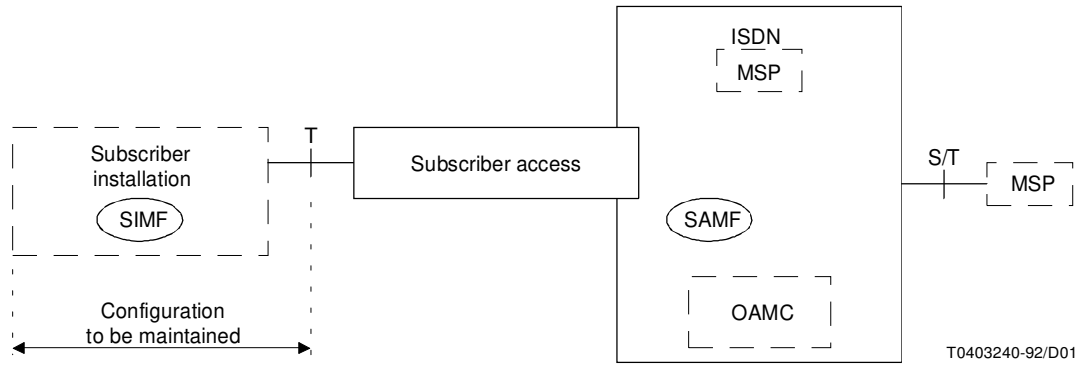 ISDN
MSP
T
Subscriber
installation
SIMF
Subscriber access
S/T
MSP
SAMF
OAMC
Configuration
to be maintained
T0403240-92/D01